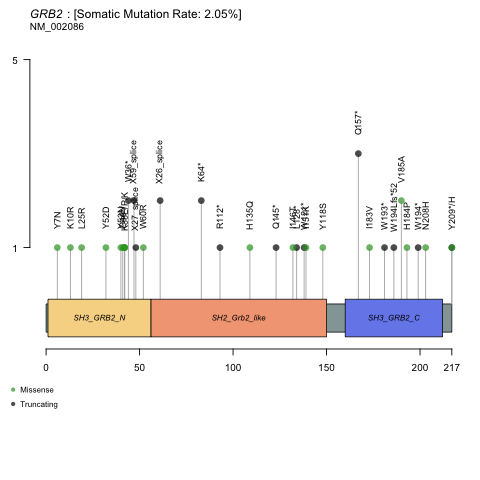 GRB2 : [Somatic Mutation Rate: 2.05%]
NM_002086
5
1
Y7N
K10R
L25R
Y52D
W36*
X59_splice
X27_splice
W60R
X26_splice
K64*
R112*
H135Q
Q145*
Y118S
Q157*
I183V
W193*
W194Lfs*52
V185A
H184P
W194*
N208H
Y209*/H
SH3_GRB2_N
SH2_Grb2_like
SH3_GRB2_C
0
50
100
150
200
217
Missense
Truncating